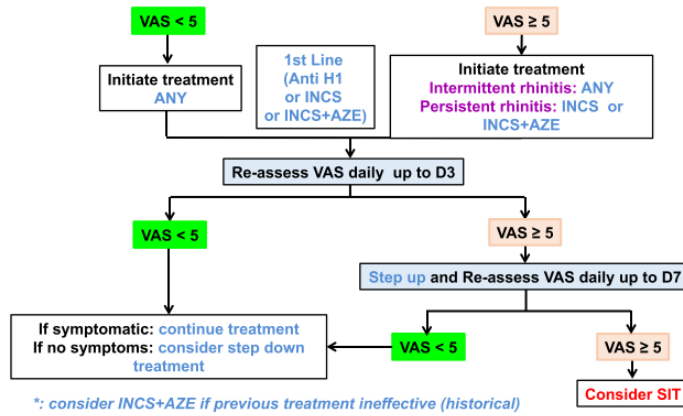 VAS < 5
VAS ≥ 5
Initiate treatment
ANY
1st Line
(Anti H1
or INCS
or INCS+AZE)
Initiate treatment
Intermittent rhinitis: ANY
Persistent rhinitis: INCS or
INCS+AZE
Re-assess VAS daily up to D3
VAS < 5
VAS ≥ 5
Step up and Re-assess VAS daily up to D7
If symptomatic: continue treatment
If no symptoms: consider step down
treatment
VAS < 5
VAS ≥ 5
Consider SIT
*: consider INCS+AZE if previous treatment ineffective (historical)